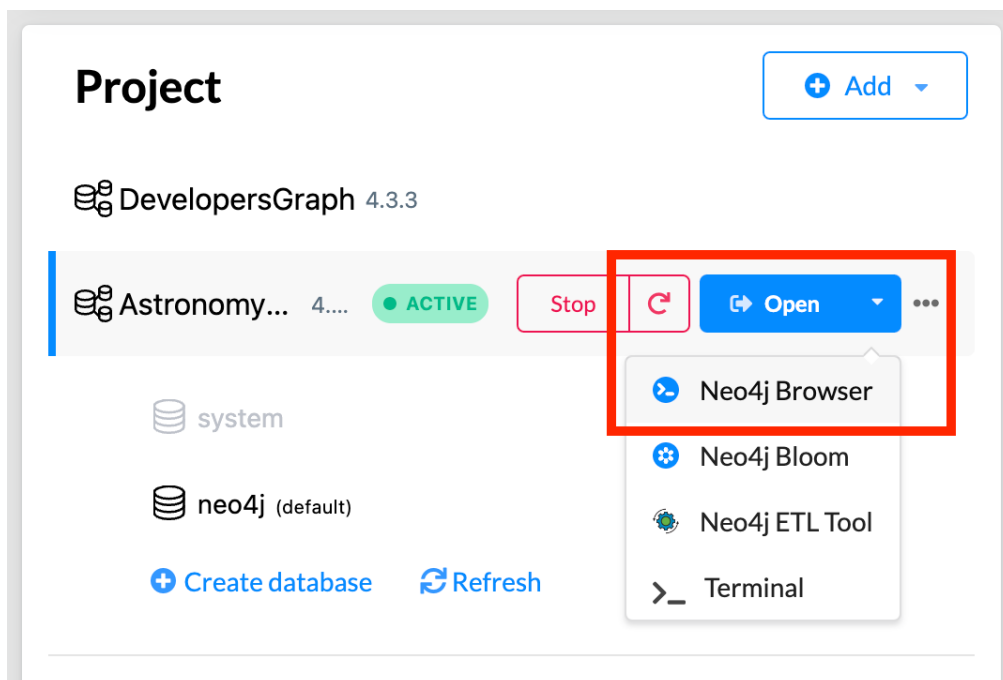 Project
Add
DevelopersGraph 4.3.3
Astronomy... 4.... ACTIVE Stop Open
Neo4j Browser
system
Neo4j Bloom
neo4j (default)
Neo4j ETL Tool
Create database Refresh
Terminal